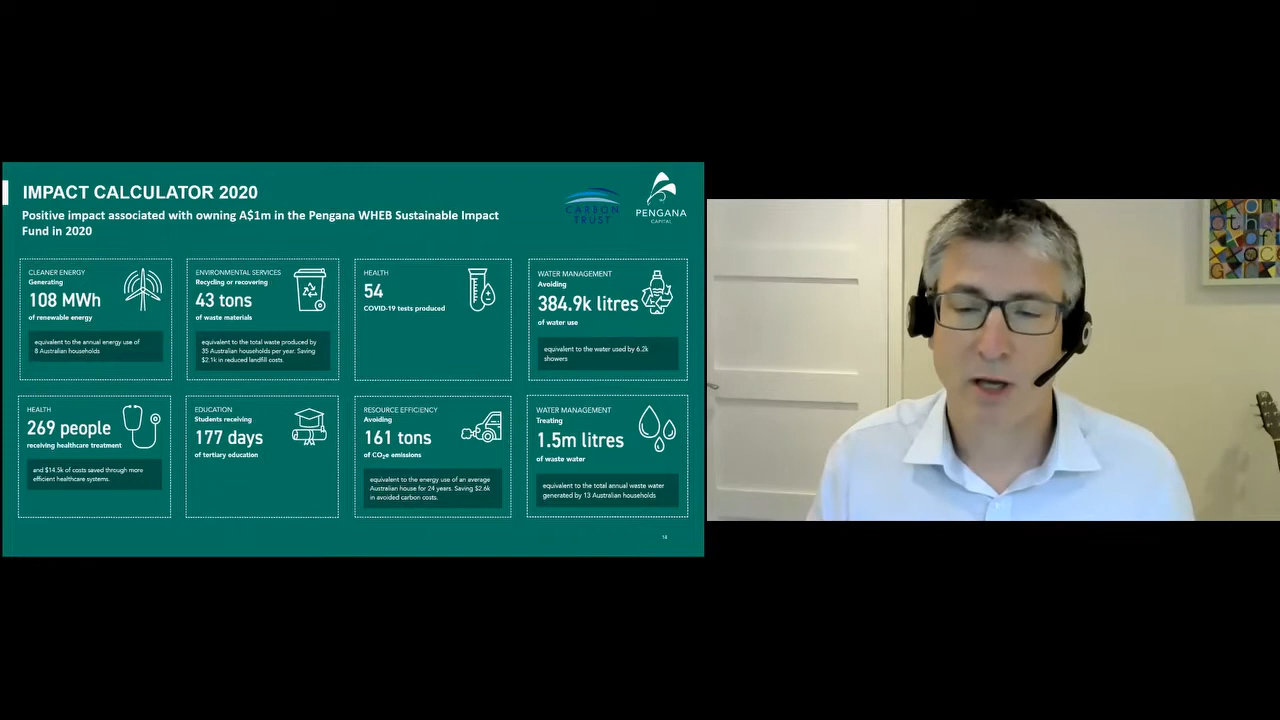 IMPACT CALCULATOR 2020
Positive impact associated with owning A$1m in the Pengana WHEB Sustainable Impact
Fund in 2020
CARBON
TRUST
PENGANA
CAPITAL
CLEANER ENERGY
Generating
108 MWh
of renewable energy
equivalent to the annual energy use of
8 Australian households
ENVIRONMENTAL SERVICES
Recycling or recovering
43 tons
of waste materials
equivalent to the total waste produced by
35 Australian households per year. Saving
$2.1k in reduced landfill costs.
HEALTH
54
COVID-19 tests produced
WATER MANAGEMENT
Avoiding
384.9k litres
of water use
equivalent to the water used by 6.2k
showers
HEALTH
269 people
receiving healthcare treatment
and $14.5k of costs saved through more
efficient healthcare systems.
EDUCATION
Students receiving
177 days
of tertiary education
RESOURCE EFFICIENCY
Avoiding
161 tons
of CO2e emissions
equivalent to the energy use of an average
Australian house for 24 years. Saving $2.6k
in avoided carbon costs.
WATER MANAGEMENT
Treating
1.5m litres
of waste water
equivalent to the total annual waste water
generated by 13 Australian households
14